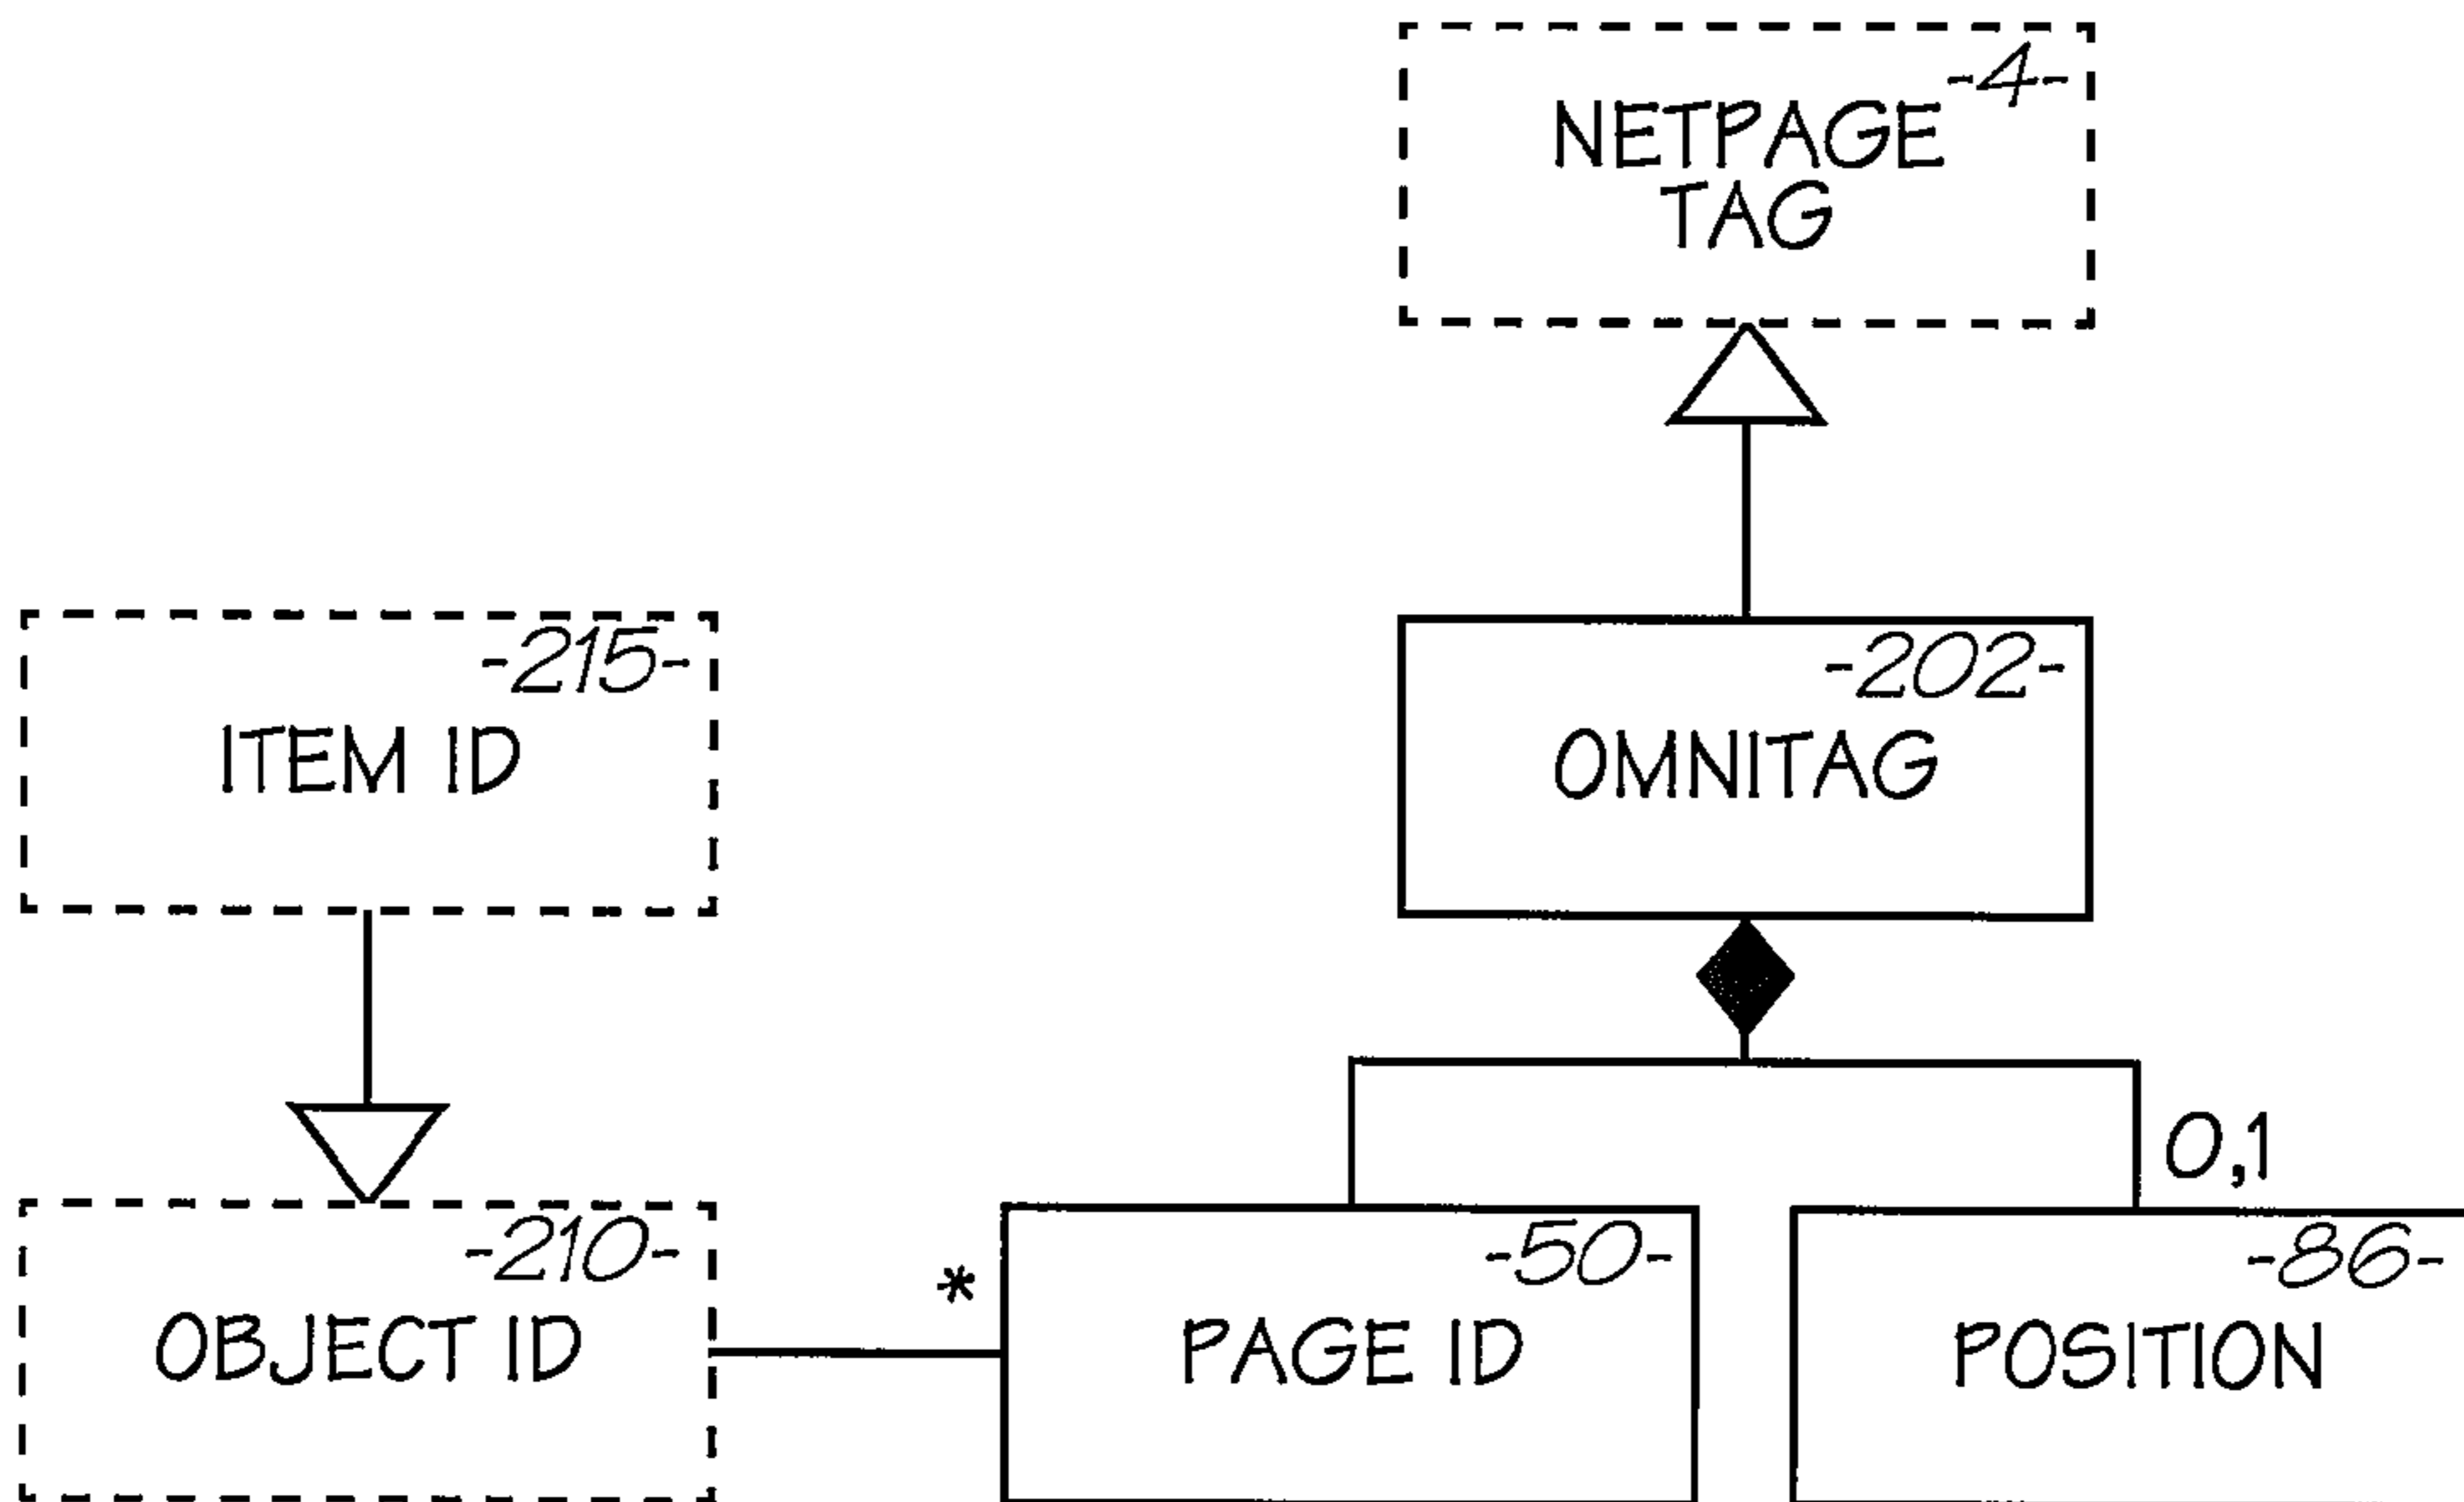 -4-
NETPAGE
TAG
-215-
ITEM ID
-202-
OMNITAG
0,1
-210-
OBJECT ID
*
-50-
PAGE ID
-86-
POSITION